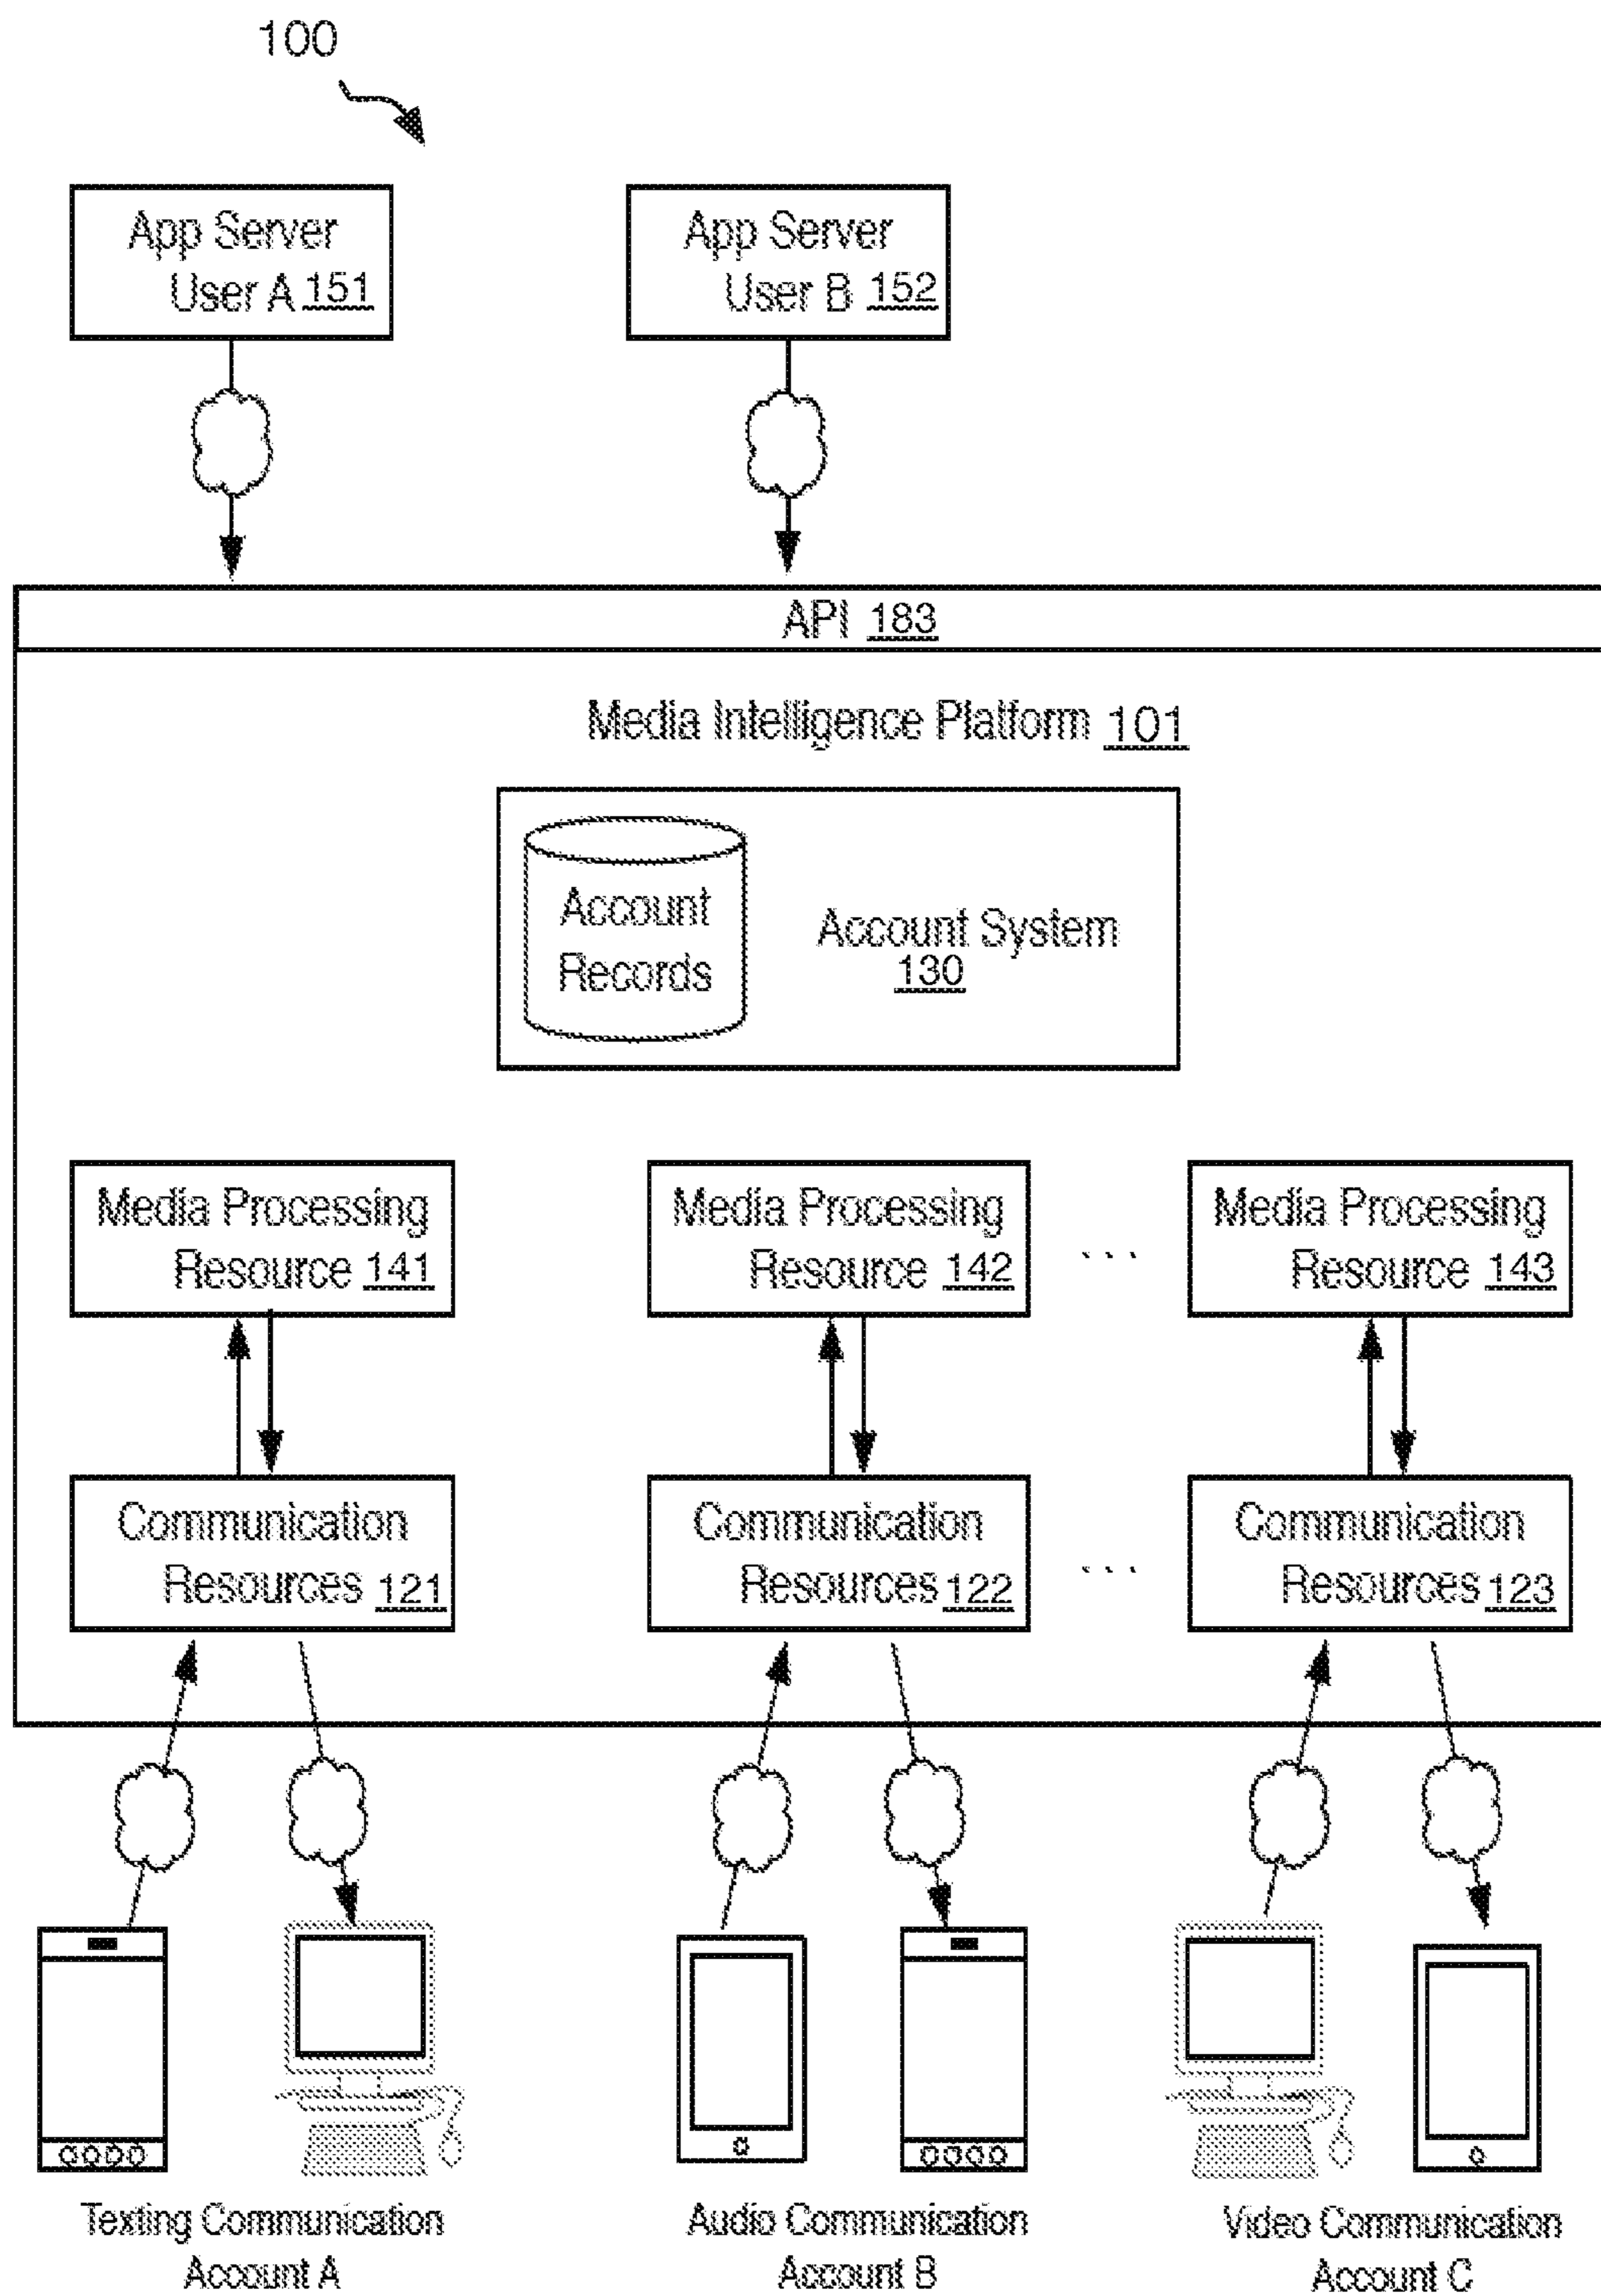 100
App Server
User A 151
App Server
User B 152
API 183
Media Intelligence Platform 101
Account
Records
Account System
130
Media Processing
Resource 141
Media Processing
Resource 142
...
Media Processing
Resource 143
Communication
Resources 121
Communication
Resources 122
...
Communication
Resources 123
Texting Communication
Account A
Audio Communication
Account B
Video Communication
Account C